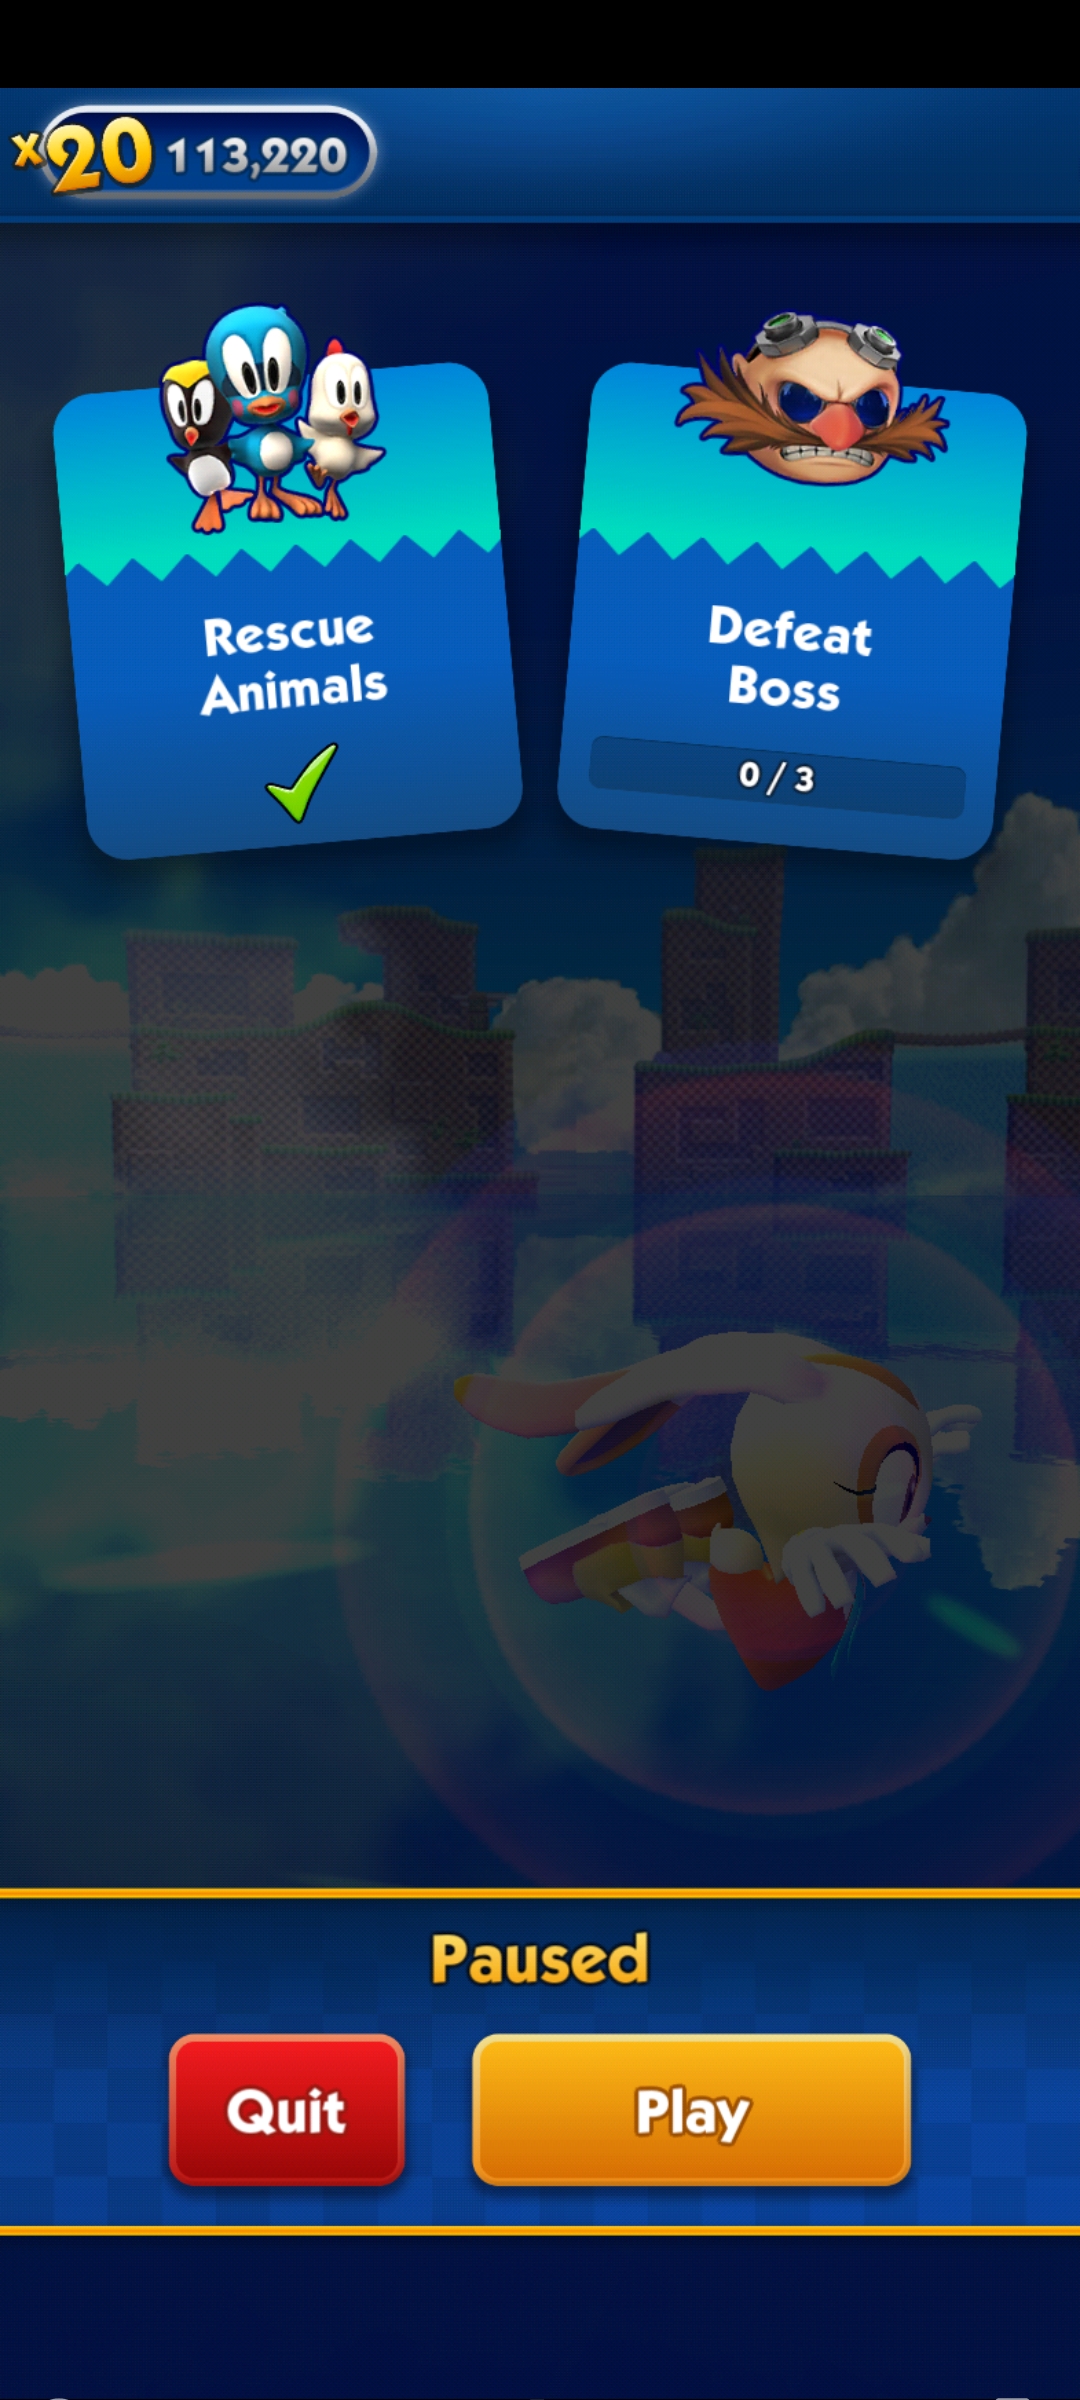 x20 113,220
Rescue
Animals
Defeat
Boss
0 / 3
Paused
Quit
Play